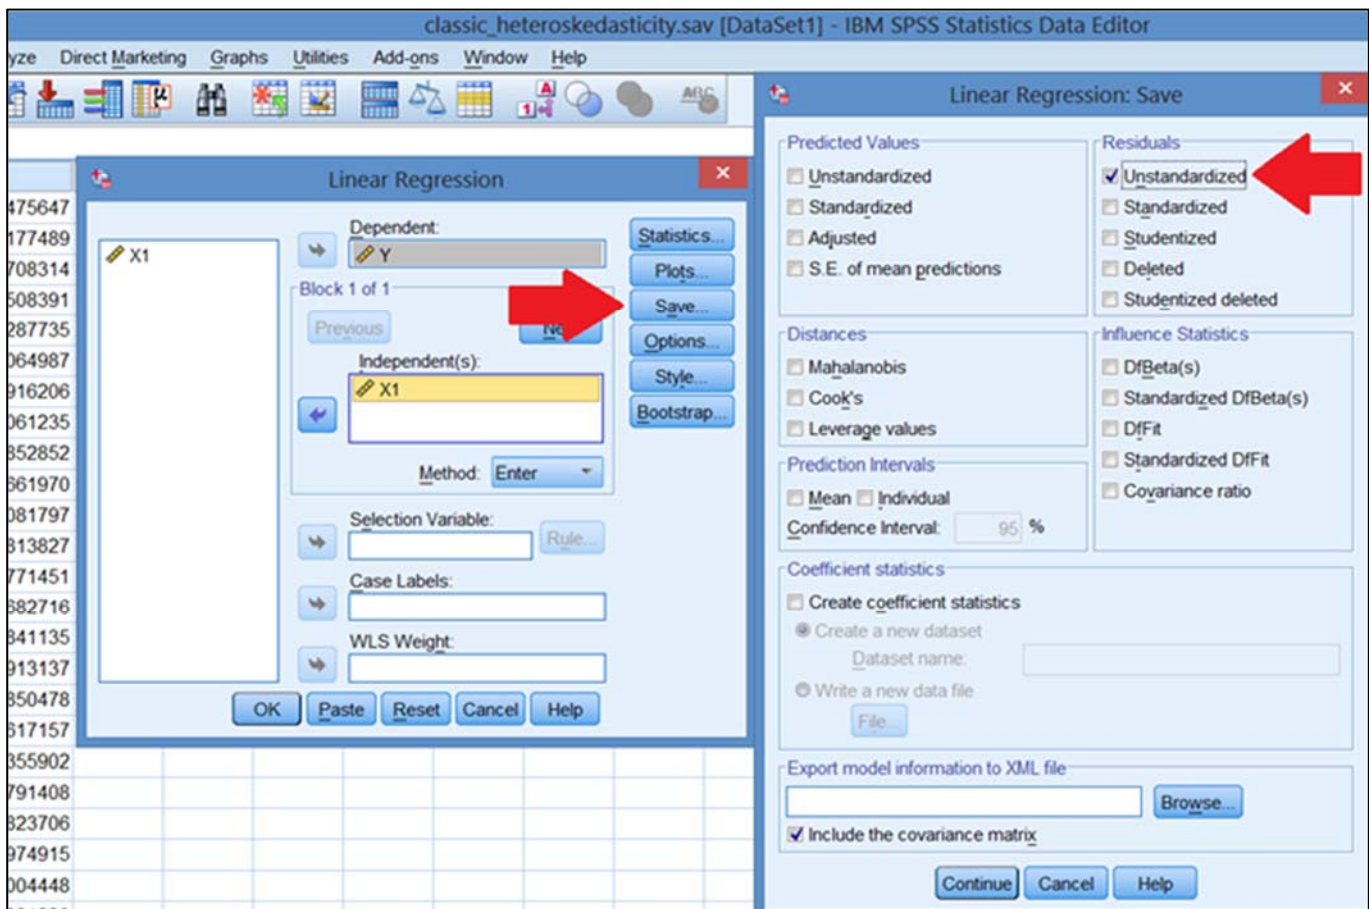 classic_heteroskedasticity.sav [DataSet1] - IBM SPSS Statistics Data Editor
yze Direct Marketing Graphs Utilities Add-ons Window Help
475647
177489
708314
508391
287735
064987
916206
061235
352852
661970
081797
313827
771451
682716
341135
913137
350478
617157
355902
791408
323706
974915
004448
Linear Regression
X1
Dependent:
Y
Block 1 of 1
Previous
Independent(s):
X1
Method: Enter
Selection Variable:
Rule...
Case Labels:
WLS Weight:
Statistics...
Plots...
Save...
Options...
Style...
Bootstrap...
OK Paste Reset Cancel Help
Linear Regression: Save
Predicted Values
Unstandardized
Standardized
Adjusted
S.E. of mean predictions
Residuals
Unstandardized
Standardized
Studentized
Deleted
Studentized deleted
Distances
Mahalanobis
Cook's
Leverage values
Influence Statistics
DfBeta(s)
Standardized DfBeta(s)
DfFit
Standardized DfFit
Covariance ratio
Prediction Intervals
Mean Individual
Confidence Interval: 95 %
Coefficient statistics
Create coefficient statistics
Create a new dataset
Dataset name:
Write a new data file
File...
Export model information to XML file
Browse...
Include the covariance matrix
Continue Cancel Help